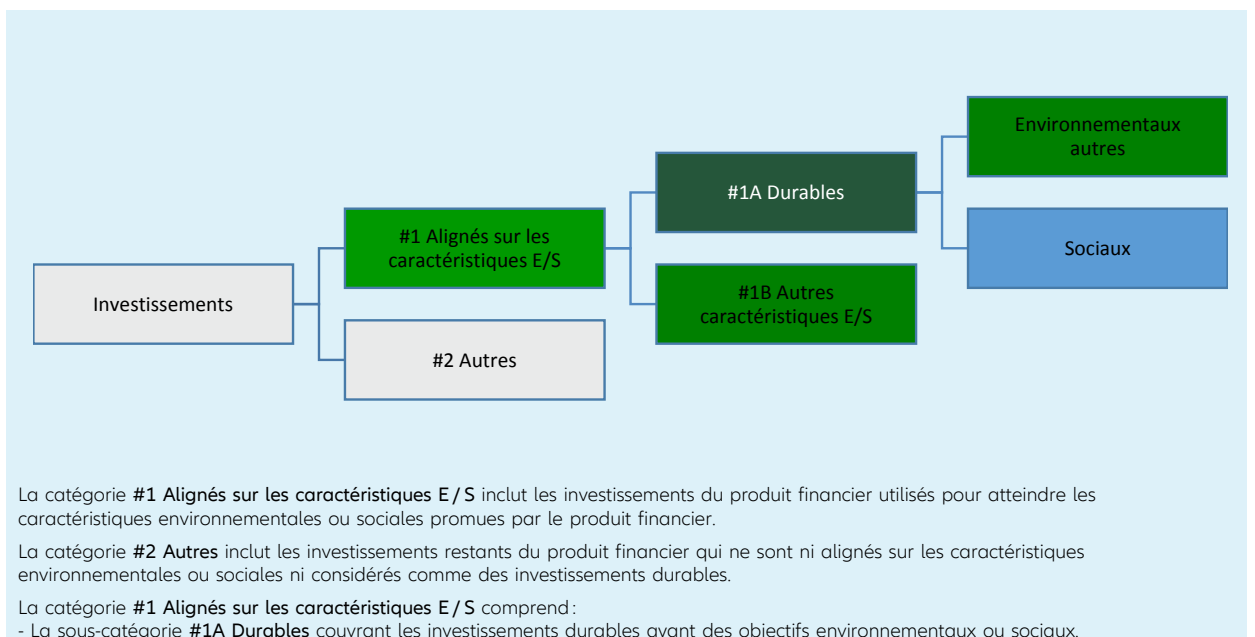 Environnementaux
autres
#1A Durables
#1 Alignés sur les
caractéristiques E/S
Sociaux
Investissements
#1B Autres
caractéristiques E/S
#2 Autres
La catégorie #1 Alignés sur les caractéristiques E / S inclut les investissements du produit financier utilisés pour atteindre les
caractéristiques environnementales ou sociales promues par le produit financier.
La catégorie #2 Autres inclut les investissements restants du produit financier qui ne sont ni alignés sur les caractéristiques
environnementales ou sociales ni considérés comme des investissements durables.
La catégorie #1 Alignés sur les caractéristiques E / S comprend :
- La sous-catégorie #1A Durables couvrant les investissements durables ayant des objectifs environnementaux ou sociaux.